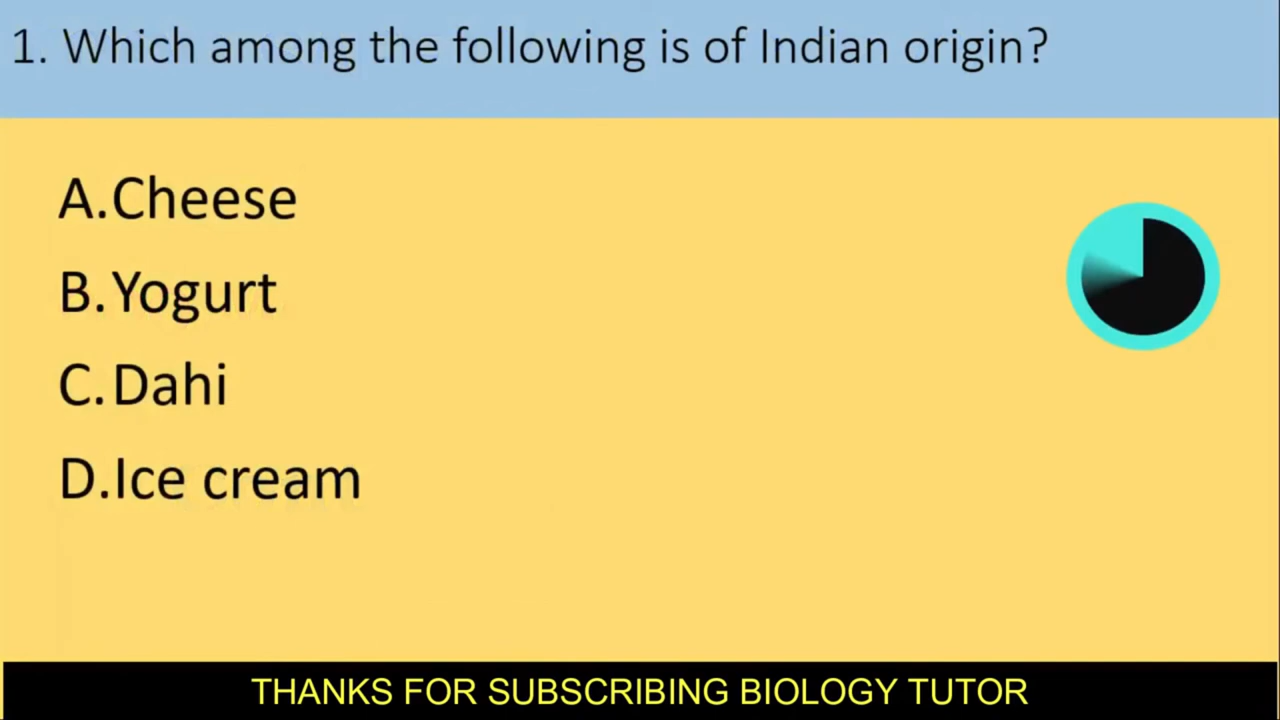 1. Which among the following is of Indian origin?
A.Cheese
B.Yogurt
C.Dahi
D.Ice cream
THANKS FOR SUBSCRIBING BIOLOGY TUTOR